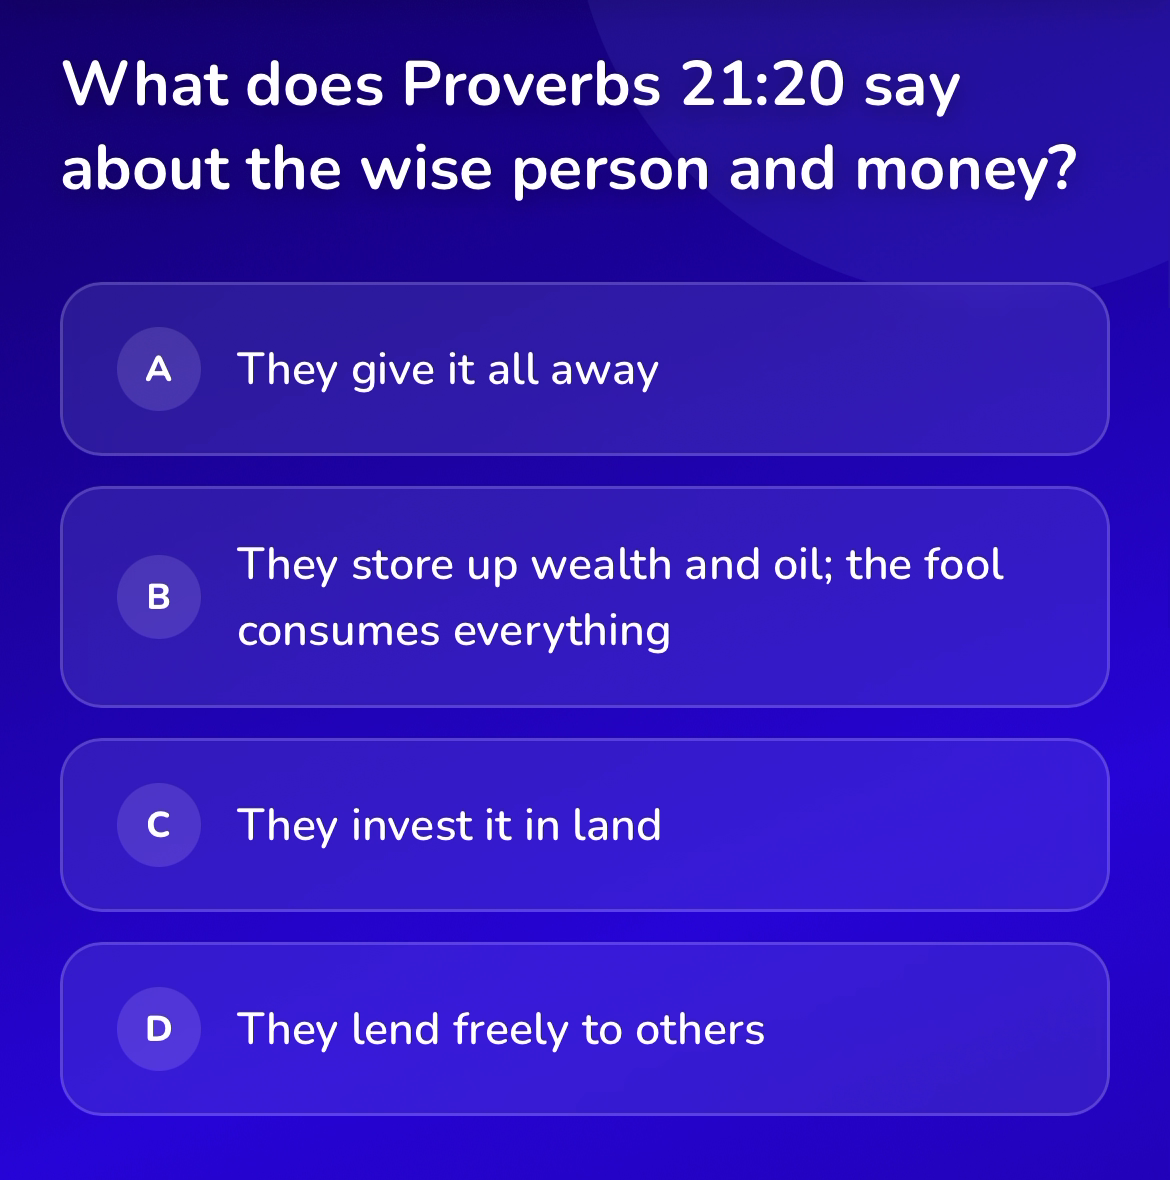 What does Proverbs 21:20 say
about the wise person and money?
A They give it all away
B They store up wealth and oil; the fool
consumes everything
C They invest it in land
D They lend freely to others